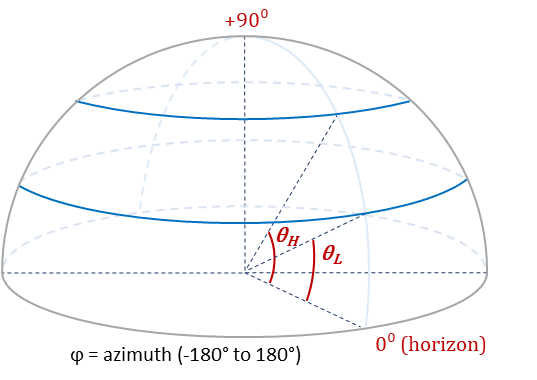 +90⁰
θH
θL
0⁰ (horizon)
φ = azimuth (-180° to 180°)